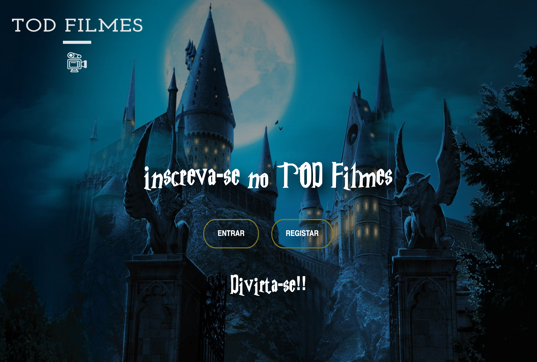 TOD FILMES
inscreva-se no TOD Filmes
ENTRAR
REGISTAR
Divirta-se!!